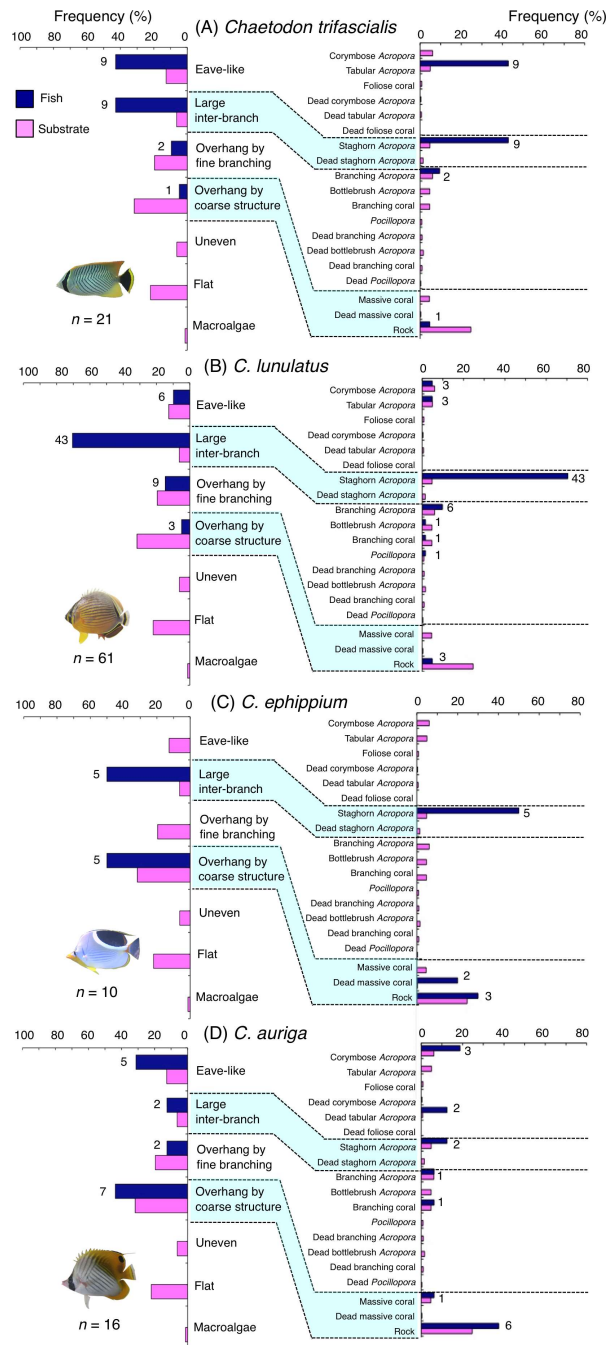 Frequency (%)
(A) Chaetodon trifascialis
Frequency (%)
100 80 60 40 20 0
0 20 40 60 80
Fish
Substrate
9
9
2
1
Eave-like
Large
inter-branch
Overhang by
fine branching
Overhang by
coarse structure
Uneven
Flat
Macroalgae
n = 21
Corymbose Acropora
Tabular Acropora
Foliose coral
Dead corymbose Acropora
Dead tabular Acropora
Dead foliose coral
Staghorn Acropora
Dead staghorn Acropora
Branching Acropora
Bottlebrush Acropora
Branching coral
Pocillopora
Dead branching Acropora
Dead bottlebrush Acropora
Dead branching coral
Dead Pocillopora
Massive coral
Dead massive coral
Rock
9
9
2
1
(B) C. lunulatus
100 80 60 40 20 0
0 20 40 60 80
6
43
9
3
Eave-like
Large
inter-branch
Overhang by
fine branching
Overhang by
coarse structure
Uneven
Flat
Macroalgae
n = 61
Corymbose Acropora
Tabular Acropora
Foliose coral
Dead corymbose Acropora
Dead tabular Acropora
Dead foliose coral
Staghorn Acropora
Dead staghorn Acropora
Branching Acropora
Bottlebrush Acropora
Branching coral
Pocillopora
Dead branching Acropora
Dead bottlebrush Acropora
Dead branching coral
Dead Pocillopora
Massive coral
Dead massive coral
Rock
3
3
43
6
1
1
1
3
(C) C. ephippium
100 80 60 40 20 0
0 20 40 60 80
5
5
Eave-like
Large
inter-branch
Overhang by
fine branching
Overhang by
coarse structure
Uneven
Flat
Macroalgae
n = 10
Corymbose Acropora
Tabular Acropora
Foliose coral
Dead corymbose Acropora
Dead tabular Acropora
Dead foliose coral
Staghorn Acropora
Dead staghorn Acropora
Branching Acropora
Bottlebrush Acropora
Branching coral
Pocillopora
Dead branching Acropora
Dead bottlebrush Acropora
Dead branching coral
Dead Pocillopora
Massive coral
Dead massive coral
Rock
5
2
3
(D) C. auriga
100 80 60 40 20 0
0 20 40 60 80
5
2
2
7
Eave-like
Large
inter-branch
Overhang by
fine branching
Overhang by
coarse structure
Uneven
Flat
Macroalgae
n = 16
Corymbose Acropora
Tabular Acropora
Foliose coral
Dead corymbose Acropora
Dead tabular Acropora
Dead foliose coral
Staghorn Acropora
Dead staghorn Acropora
Branching Acropora
Bottlebrush Acropora
Branching coral
Pocillopora
Dead branching Acropora
Dead bottlebrush Acropora
Dead branching coral
Dead Pocillopora
Massive coral
Dead massive coral
Rock
3
2
2
1
1
1
6